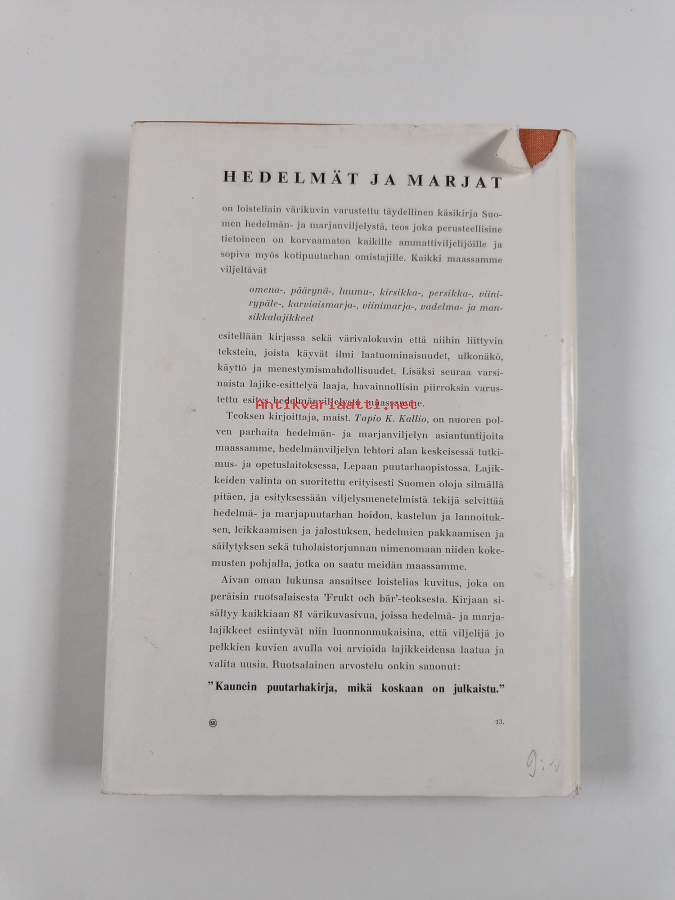 HEDELMÄT JA MARJAT
on loisteliain värikuvin varustettu täydellinen käsikirja Suo-
men hedelmän- ja marjanviljelystä, teos joka perusteellisine
tietoineen on korvaamaton kaikille ammattiviljelijöille ja
sopiva myös kotipuutarhan omistajille. Kaikki maassamme
viljeltävät
omena-, päärynä-, luumu-, kirsikka-, persikka-, viini-
rypäle-, karviaismarja-, viinimarja-, vadelma- ja man-
sikkalajikkeet
esitellään kirjassa sekä värivalokuvin että niihin liittyvin
tekstein, joista käyvät ilmi laatuominaisuudet, ulkonäkö,
käyttö ja menestymismahdollisuudet. Lisäksi seuraa varsi-
naista lajike-esittelyä laaja, havainnollisin piirroksin varus-
tettu esitys hedelmänviljelystä maassamme.
Antikvariaatti.net
Teoksen kirjoittaja, maist. Tapio K. Kallio, on nuoren pol-
ven parhaita hedelmän- ja marjanviljelyn asiantuntijoita
maassamme, hedelmänviljelyn lehtori alan keskeisessä tutki-
mus- ja opetuslaitoksessa, Lepaan puutarhaopistossa. Lajik-
keiden valinta on suoritettu erityisesti Suomen oloja silmällä
pitäen, ja esityksessään viljelysmenetelmistä tekijä selvittää
hedelmä- ja marjapuutarhan hoidon, kastelun ja lannoituk-
sen, leikkaamisen ja jalostuksen, hedelmien pakkaamisen ja
säilytyksen sekä tuholaistorjunnan nimenomaan niiden koke-
musten pohjalla, jotka on saatu meidän maassamme.
Aivan oman lukunsa ansaitsee loistelias kuvitus, joka on
peräisin ruotsalaisesta 'Frukt och bär'-teoksesta. Kirjaan si-
sältyy kaikkiaan 81 värikuvasivua, joissa hedelmä- ja marja-
lajikkeet esiintyvät niin luonnonmukaisina, että viljelijä jo
pelkkien kuvien avulla voi arvioida lajikkeidensa laatua ja
valita uusia. Ruotsalainen arvostelu onkin sanonut:
"Kaunein puutarhakirja, mikä koskaan on julkaistu."
13.